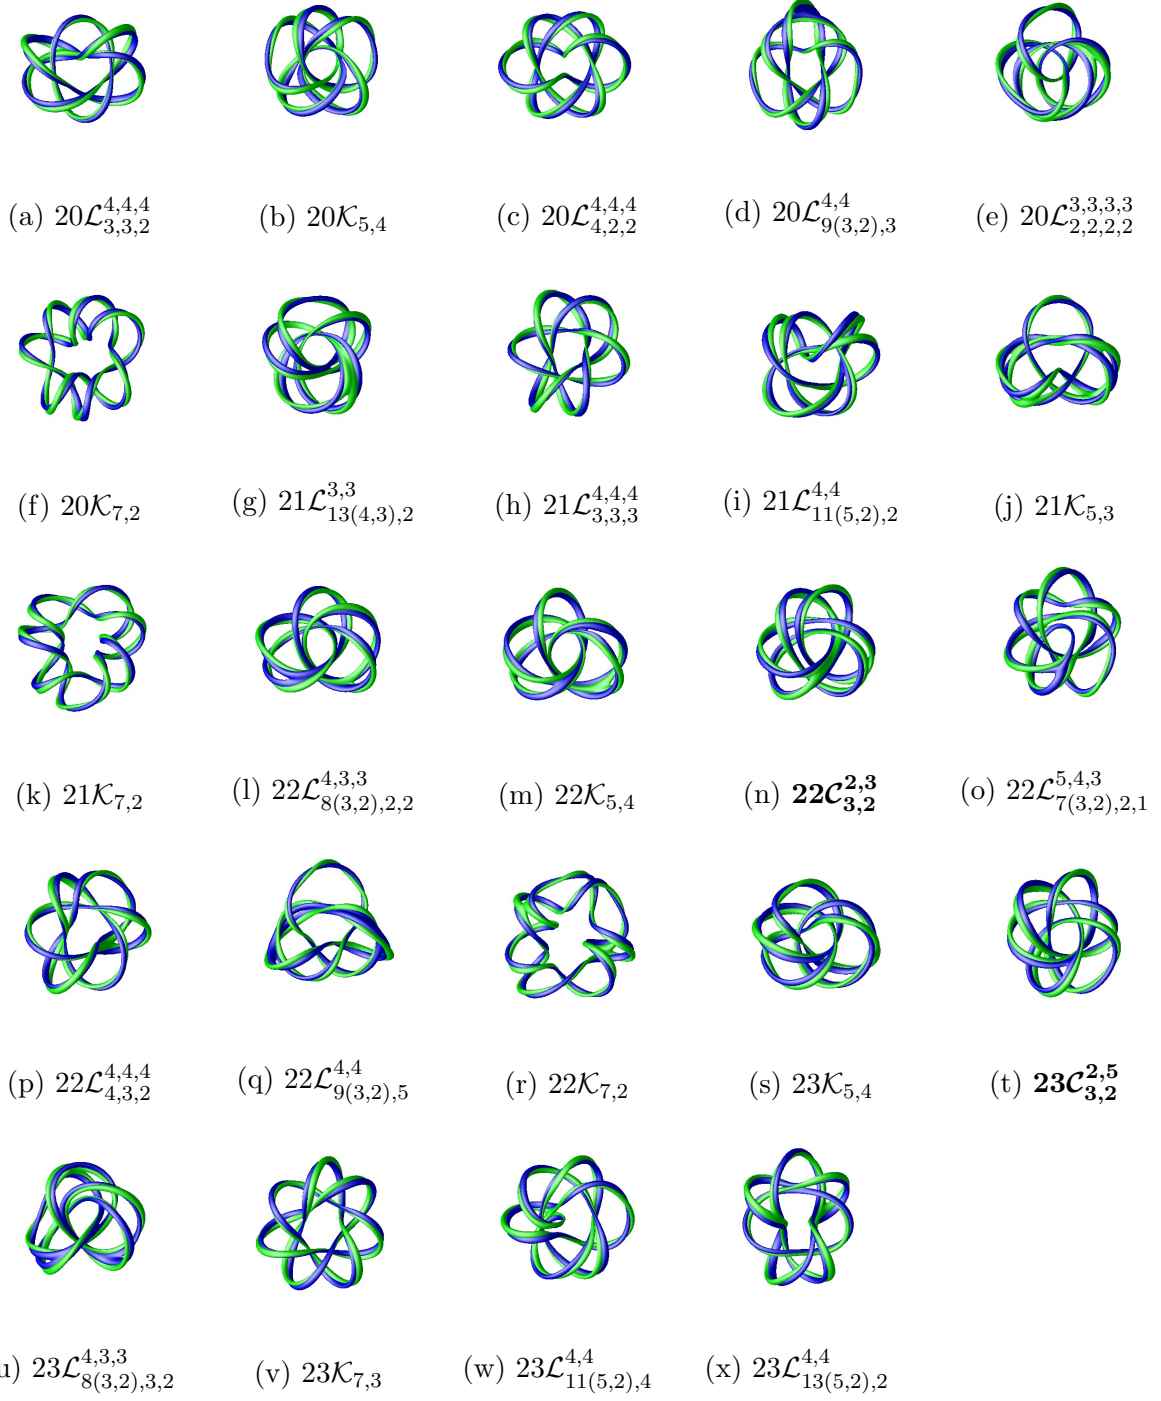 (a) 20ℒ^{4,4,4}_{3,3,2} (b) 20𝒦_{5,4} (c) 20ℒ^{4,4,4}_{4,2,2} (d) 20ℒ^{4,4}_{9(3,2),3} (e) 20ℒ^{3,3,3,3}_{2,2,2,2}
(f) 20𝒦_{7,2} (g) 21ℒ^{3,3}_{13(4,3),2} (h) 21ℒ^{4,4,4}_{3,3,3} (i) 21ℒ^{4,4}_{11(5,2),2} (j) 21𝒦_{5,3}
(k) 21𝒦_{7,2} (l) 22ℒ^{4,3,3}_{8(3,2),2,2} (m) 22𝒦_{5,4} (n) 22𝒞^{2,3}_{3,2} (o) 22ℒ^{5,4,3}_{7(3,2),2,1}
(p) 22ℒ^{4,4,4}_{4,3,2} (q) 22ℒ^{4,4}_{9(3,2),5} (r) 22𝒦_{7,2} (s) 23𝒦_{5,4} (t) 23𝒞^{2,5}_{3,2}
u) 23ℒ^{4,3,3}_{8(3,2),3,2} (v) 23𝒦_{7,3} (w) 23ℒ^{4,4}_{11(5,2),4} (x) 23ℒ^{4,4}_{13(5,2),2}